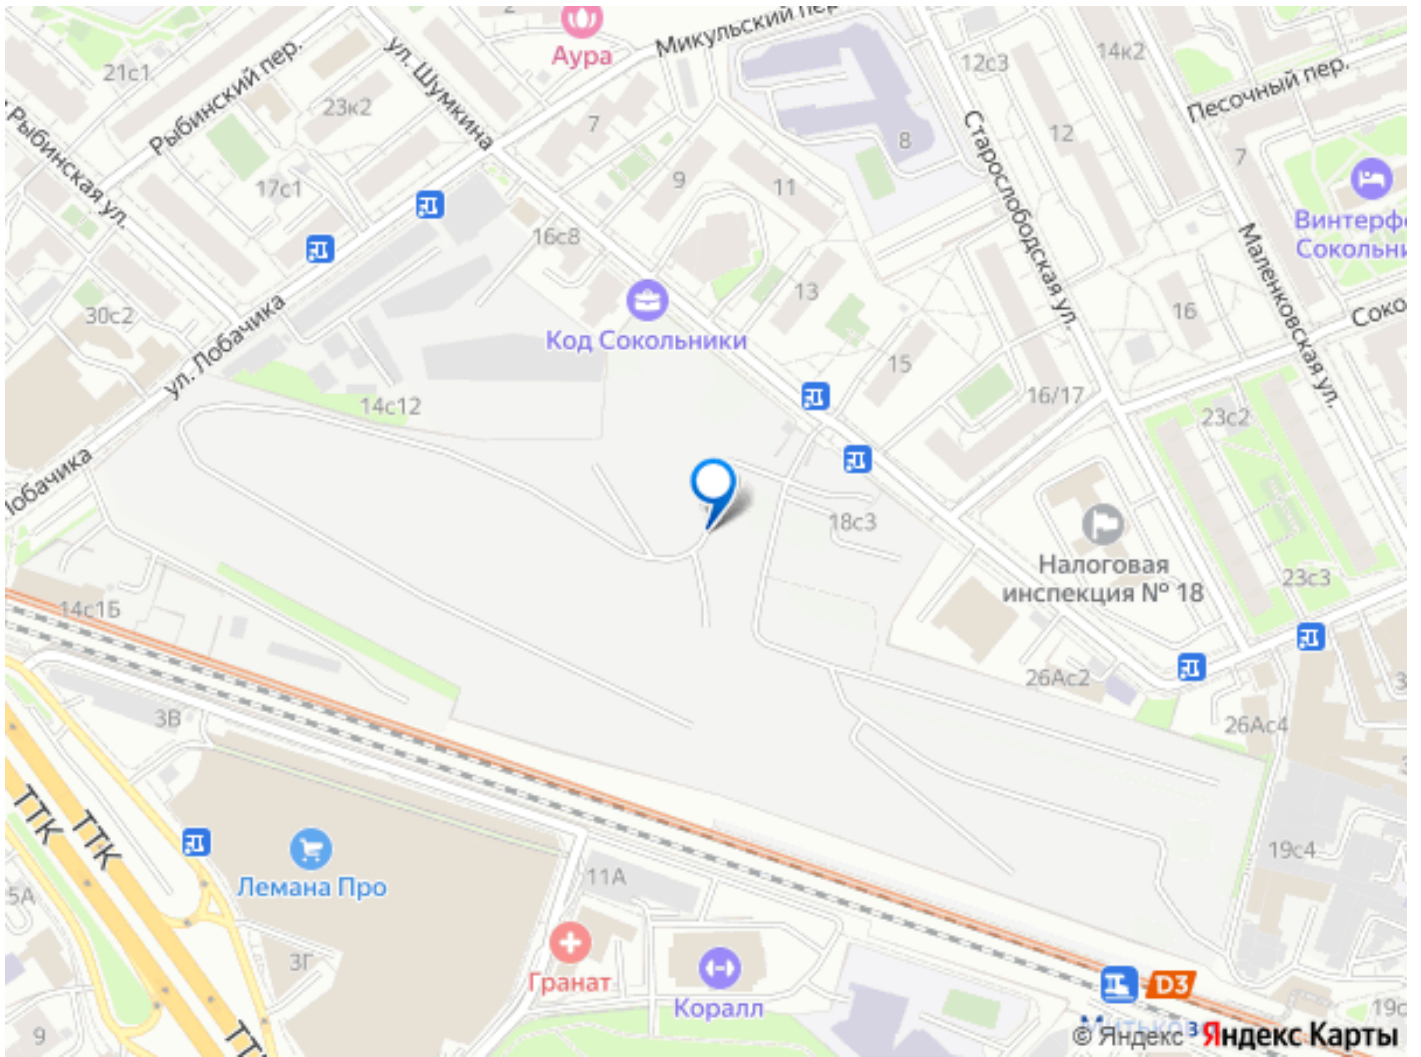 2
Аура
Микульский пер.
ул. Шумкина
21с1
Рыбинский пер.
23к2
7
8
12с3
14к2
Песочный пер.
12
7
Рыбинская ул.
17с1
9
11
Старослободская ул.
Винтерфе
Сокольни
16с8
13
Маленковская ул.
30с2
ул. Лобачика
Код Сокольники
15
16
Соко
14с12
16/17
23с2
Лобачика
18с3
Налоговая
инспекция № 18
23с3
14с1Б
26Ас2
3В
26Ас4
ТТК
ТТК
Лемана Про
11А
19с4
5А
3Г
Гранат
Коралл
D3
19с
9
ТТК
© Яндекс
Яндекс Карты